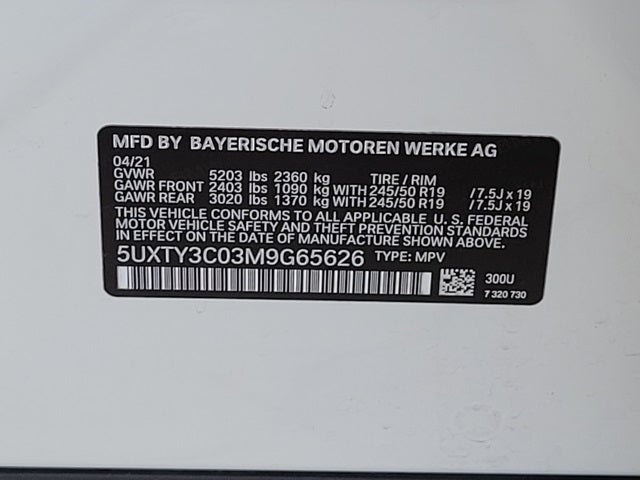 MFD BY BAYERISCHE MOTOREN WERKE AG
04/21
GVWR 5203 lbs 2360 kg TIRE / RIM
GAWR FRONT 2403 lbs 1090 kg WITH 245/50 R19 /7.5J x 19
GAWR REAR 3020 lbs 1370 kg WITH 245/50 R19 /7.5J x 19
THIS VEHICLE CONFORMS TO ALL APPLICABLE U. S. FEDERAL
MOTOR VEHICLE SAFETY AND THEFT PREVENTION STANDARDS
IN EFFECT ON THE DATE OF MANUFACTURE SHOWN ABOVE.
5UXTY3C03M9G65626 TYPE: MPV
300U
7 320 730